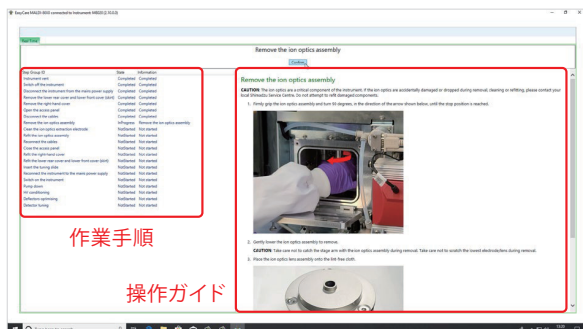 EasyCare MALDI-8030 connected to Instrument: MB020 (2.10.0.0)
Remove the ion optics assembly
Confirm
Step Group ID State Information
Instrument vent Completed Completed
Switch off the instrument Completed Completed
Disconnect the instrument from the mains power supply Completed Completed
Remove the lower rear cover and lower front cover (skirt) Completed Completed
Remove the right-hand cover Completed Completed
Open the access panel Completed Completed
Disconnect the cables Completed Completed
Remove the ion optics assembly InProgress Remove the ion optics assembly
Clean the ion optics extraction electrode NotStarted Not started
Refit the ion optics assembly NotStarted Not started
Reconnect the cables NotStarted Not started
Close the access panel NotStarted Not started
Refit the right-hand cover NotStarted Not started
Refit the lower rear cover and lower front cover (skirt) NotStarted Not started
Insert the tuning slide NotStarted Not started
Reconnect the instrument to the mains power supply NotStarted Not started
Switch on the instrument NotStarted Not started
Pump down NotStarted Not started
HV conditioning NotStarted Not started
Deflectors optimising NotStarted Not started
Detector tuning NotStarted Not started
作業手順
Remove the ion optics assembly
CAUTION: The ion optics are a critical component of the instrument. If the ion optics are accidentally damaged or dropped during removal, cleaning or refitting, please contact your
local Shimadzu Service Centre. Do not attempt to refit damaged components.
1. Firmly grip the ion optics assembly and turn 90 degrees, in the direction of the arrow shown below, until the stop position is reached.
2. Gently lower the ion optics assembly to remove.
CAUTION: Take care not to catch the stage arm with the ion optics assembly during removal. Take care not to scratch the lowest electrode/lens during removal.
3. Place the ion optics lens assembly onto the lint-free cloth.
操作ガイド